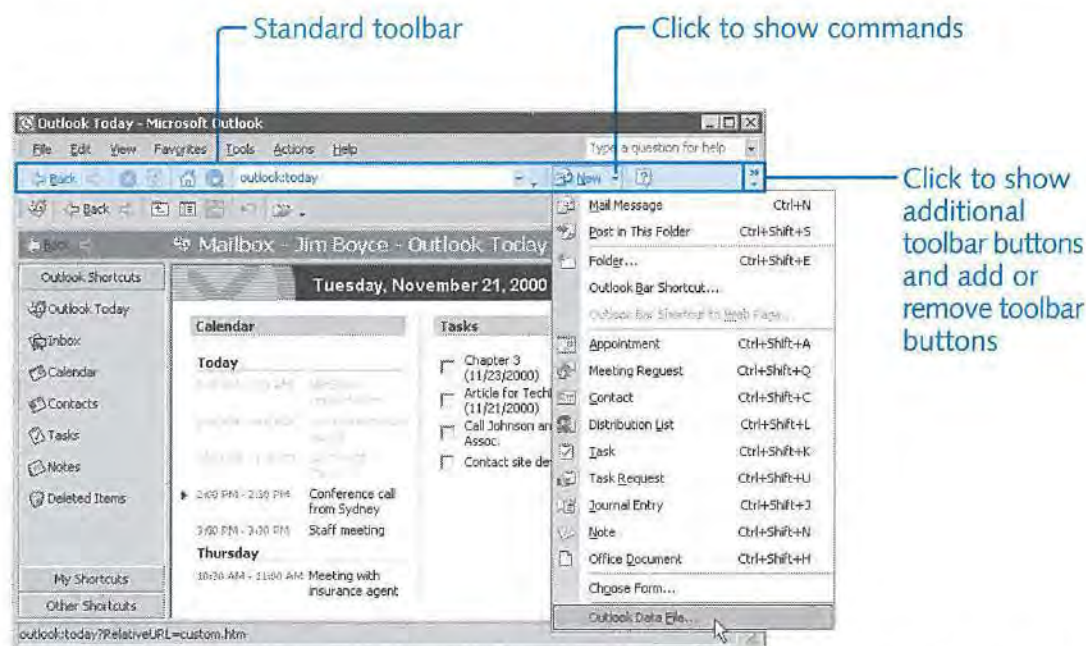 Standard toolbar
Click to show commands
Outlook Today - Microsoft Outlook
File Edit View Favorites Tools Actions Help
Type a question for help
Back
outlook:today
New
Click to show
additional
toolbar buttons
and add or
remove toolbar
buttons
Back
Back
Mailbox - Jim Boyce - Outlook Today
Outlook Shortcuts
Outlook Today
Inbox
Calendar
Contacts
Tasks
Notes
Deleted Items
My Shortcuts
Other Shortcuts
Tuesday, November 21, 2000
Calendar
Today
2:00 PM - 2:30 PM Conference call
from Sydney
3:00 PM - 3:30 PM Staff meeting
Thursday
10:30 AM - 11:00 AM Meeting with
insurance agent
Tasks
Chapter 3
(11/23/2000)
Article for Tech
(11/21/2000)
Call Johnson an
Assoc.
Contact site de
Mail Message Ctrl+N
Post in This Folder Ctrl+Shift+S
Folder... Ctrl+Shift+E
Outlook Bar Shortcut...
Outlook Bar Shortcut to Web Page...
Appointment Ctrl+Shift+A
Meeting Request Ctrl+Shift+Q
Contact Ctrl+Shift+C
Distribution List Ctrl+Shift+L
Task Ctrl+Shift+K
Task Request Ctrl+Shift+U
Journal Entry Ctrl+Shift+J
Note Ctrl+Shift+N
Office Document Ctrl+Shift+H
Choose Form...
Outlook Data File...
outlook:today?RelativeURL=custom.htm